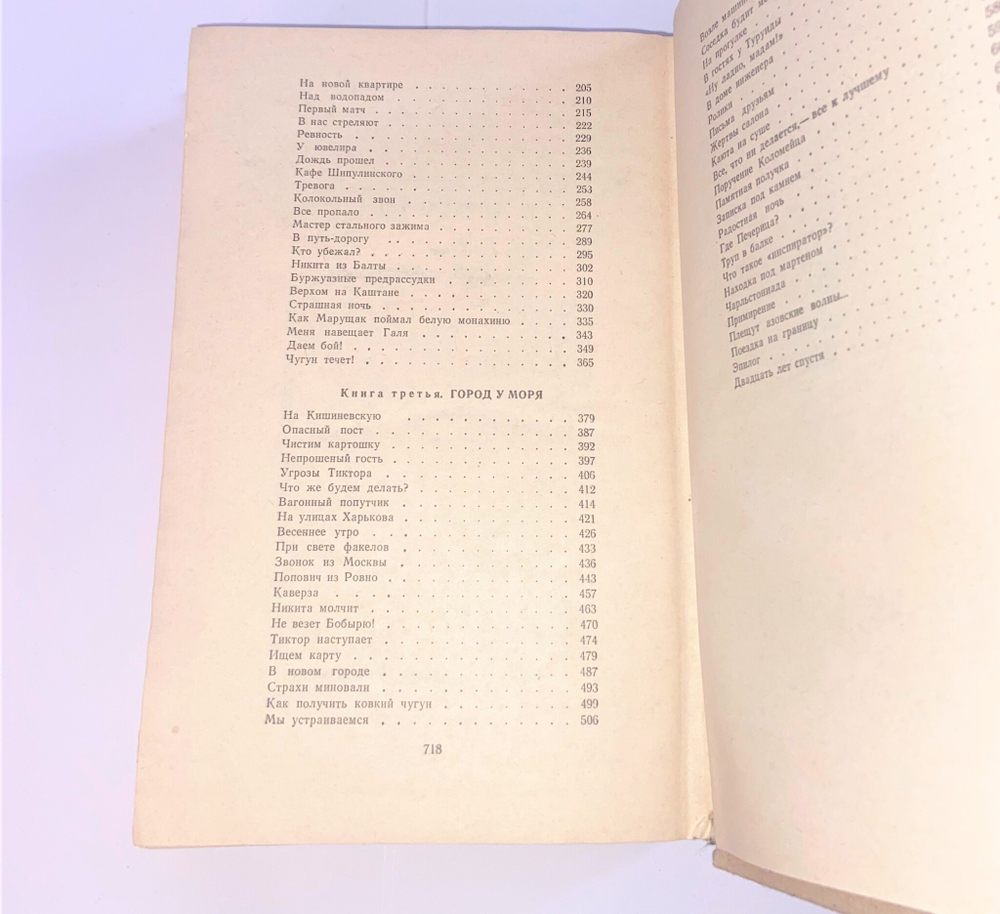 На новой квартире . . . . . . . . . . . 205
Над водопадом . . . . . . . . . . . . 210
Первый матч . . . . . . . . . . . . . 215
В нас стреляют . . . . . . . . . . . . 222
Ревность . . . . . . . . . . . . . . 229
У ювелира . . . . . . . . . . . . . . 236
Дождь прошел . . . . . . . . . . . . 239
Кафе Шипулинского . . . . . . . . . . 244
Тревога . . . . . . . . . . . . . . . 253
Колокольный звон . . . . . . . . . . . 258
Все пропало . . . . . . . . . . . . . 264
Мастер стального зажима . . . . . . . . 277
В путь-дорогу . . . . . . . . . . . . 289
Кто убежал? . . . . . . . . . . . . . 295
Никита из Балты . . . . . . . . . . . 302
Буржуазные предрассудки . . . . . . . . 310
Верхом на Каштане . . . . . . . . . . 320
Страшная ночь . . . . . . . . . . . . 330
Как Марущак поймал белую монахиню . . . . 335
Меня навещает Галя . . . . . . . . . . 343
Даем бой! . . . . . . . . . . . . . . 349
Чугун течет! . . . . . . . . . . . . . 365
Книга третья. ГОРОД У МОРЯ
На Кишиневскую . . . . . . . . . . . 379
Опасный пост . . . . . . . . . . . . 387
Чистим картошку . . . . . . . . . . . 392
Непрошеный гость . . . . . . . . . . . 397
Угрозы Тиктора . . . . . . . . . . . . 406
Что же будем делать? . . . . . . . . . 412
Вагонный попутчик . . . . . . . . . . 414
На улицах Харькова . . . . . . . . . . 421
Весеннее утро . . . . . . . . . . . . 426
При свете факелов . . . . . . . . . . 433
Звонок из Москвы . . . . . . . . . . . 436
Попович из Ровно . . . . . . . . . . . 443
Каверза . . . . . . . . . . . . . . . 457
Никита молчит . . . . . . . . . . . . 463
Не везет Бобырю! . . . . . . . . . . . 470
Тиктор наступает . . . . . . . . . . . 474
Ищем карту . . . . . . . . . . . . . 479
В новом городе . . . . . . . . . . . . 487
Страхи миновали . . . . . . . . . . . 493
Как получить ковкий чугун . . . . . . . 499
Мы устраиваемся . . . . . . . . . . . 506
718
Возле
Соседка будит
На прогулке
В гостях у Турунды
«Ну ладно, мадам!»
В доме инженера
Ролики
Письма друзьям
Жертвы салона
Каюта на суше
Все, что ни делается,— все к лучшему
Поручение Коломейца
Памятная получка
Записка под камнем
Радостная ночь
Где Печерица?
Труп в балке
Что такое «инспиратор»?
Находка под мартеном
Чарльстониада
Примирение
Плещут азовские волны...
Поездка на границу
Эпилог
Двадцать лет спустя